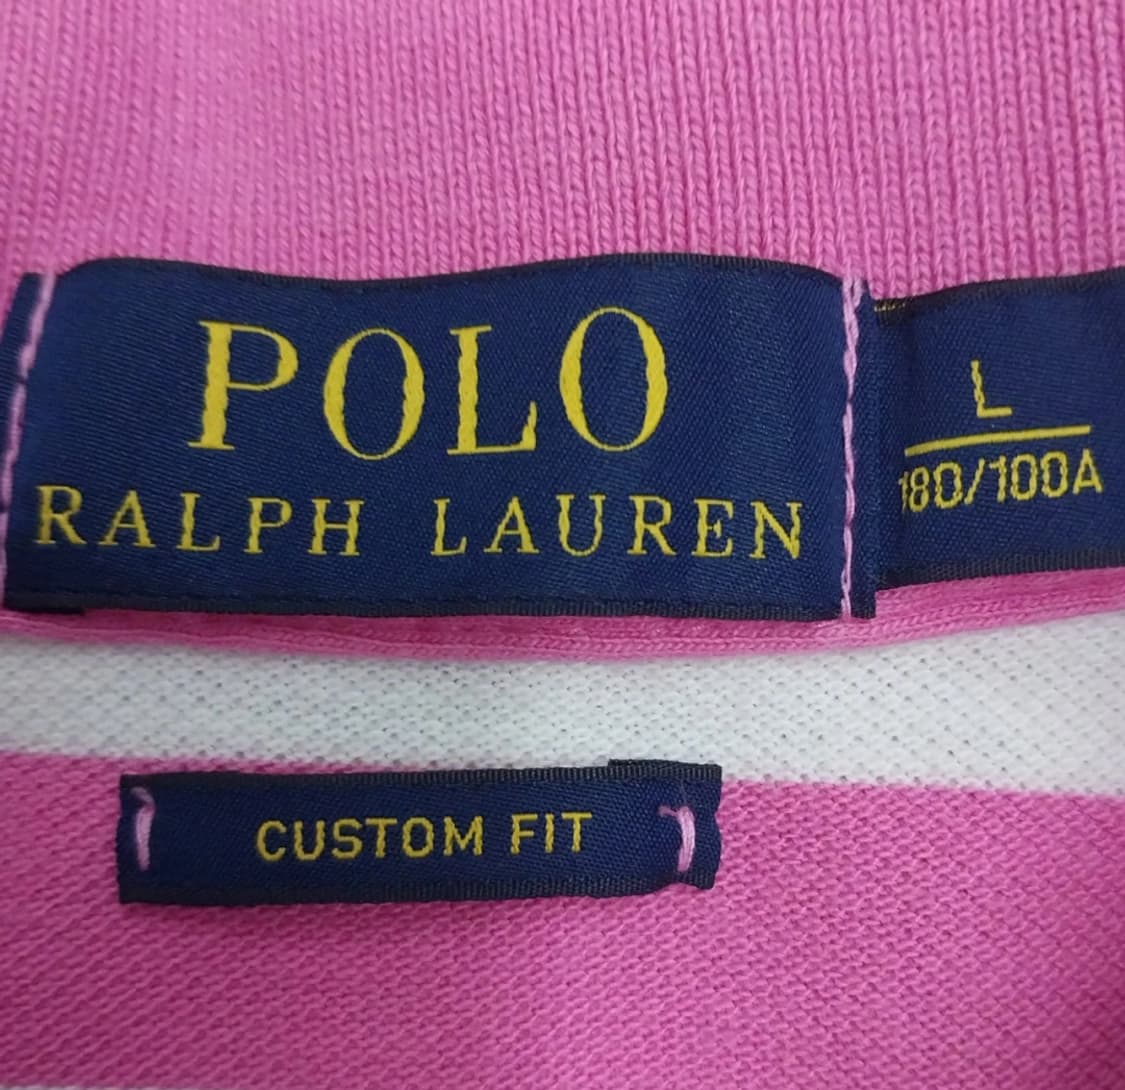 POLO
RALPH LAUREN
L
180/100A
CUSTOM FIT